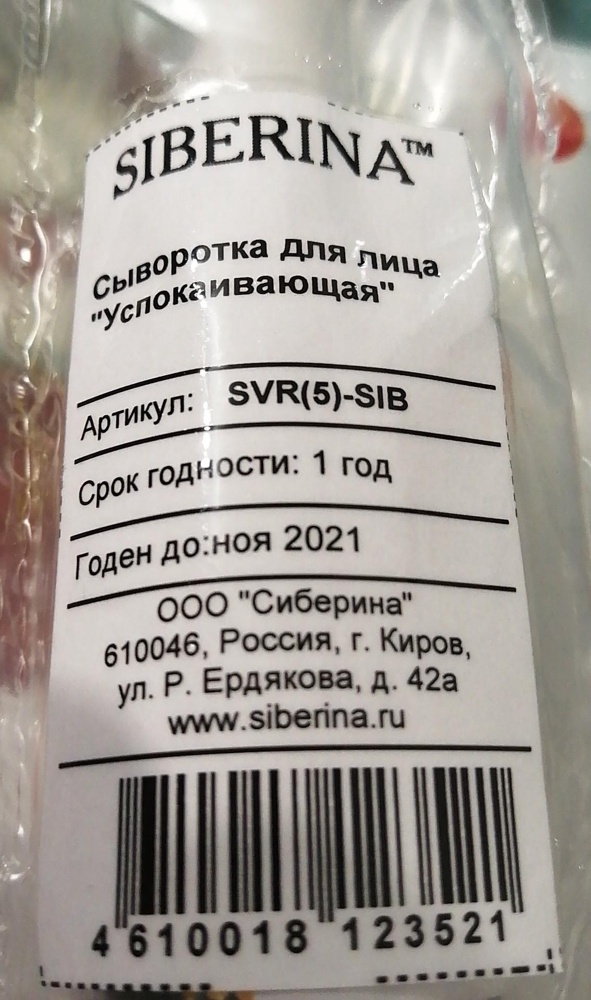 SIBERINA™
Сыворотка для лица
"Успокаивающая"
Артикул: SVR(5)-SIB
Срок годности: 1 год
Годен до:ноя 2021
ООО "Сиберина"
610046, Россия, г. Киров,
ул. Р. Ердякова, д. 42а
www.siberina.ru
4 610018 123521